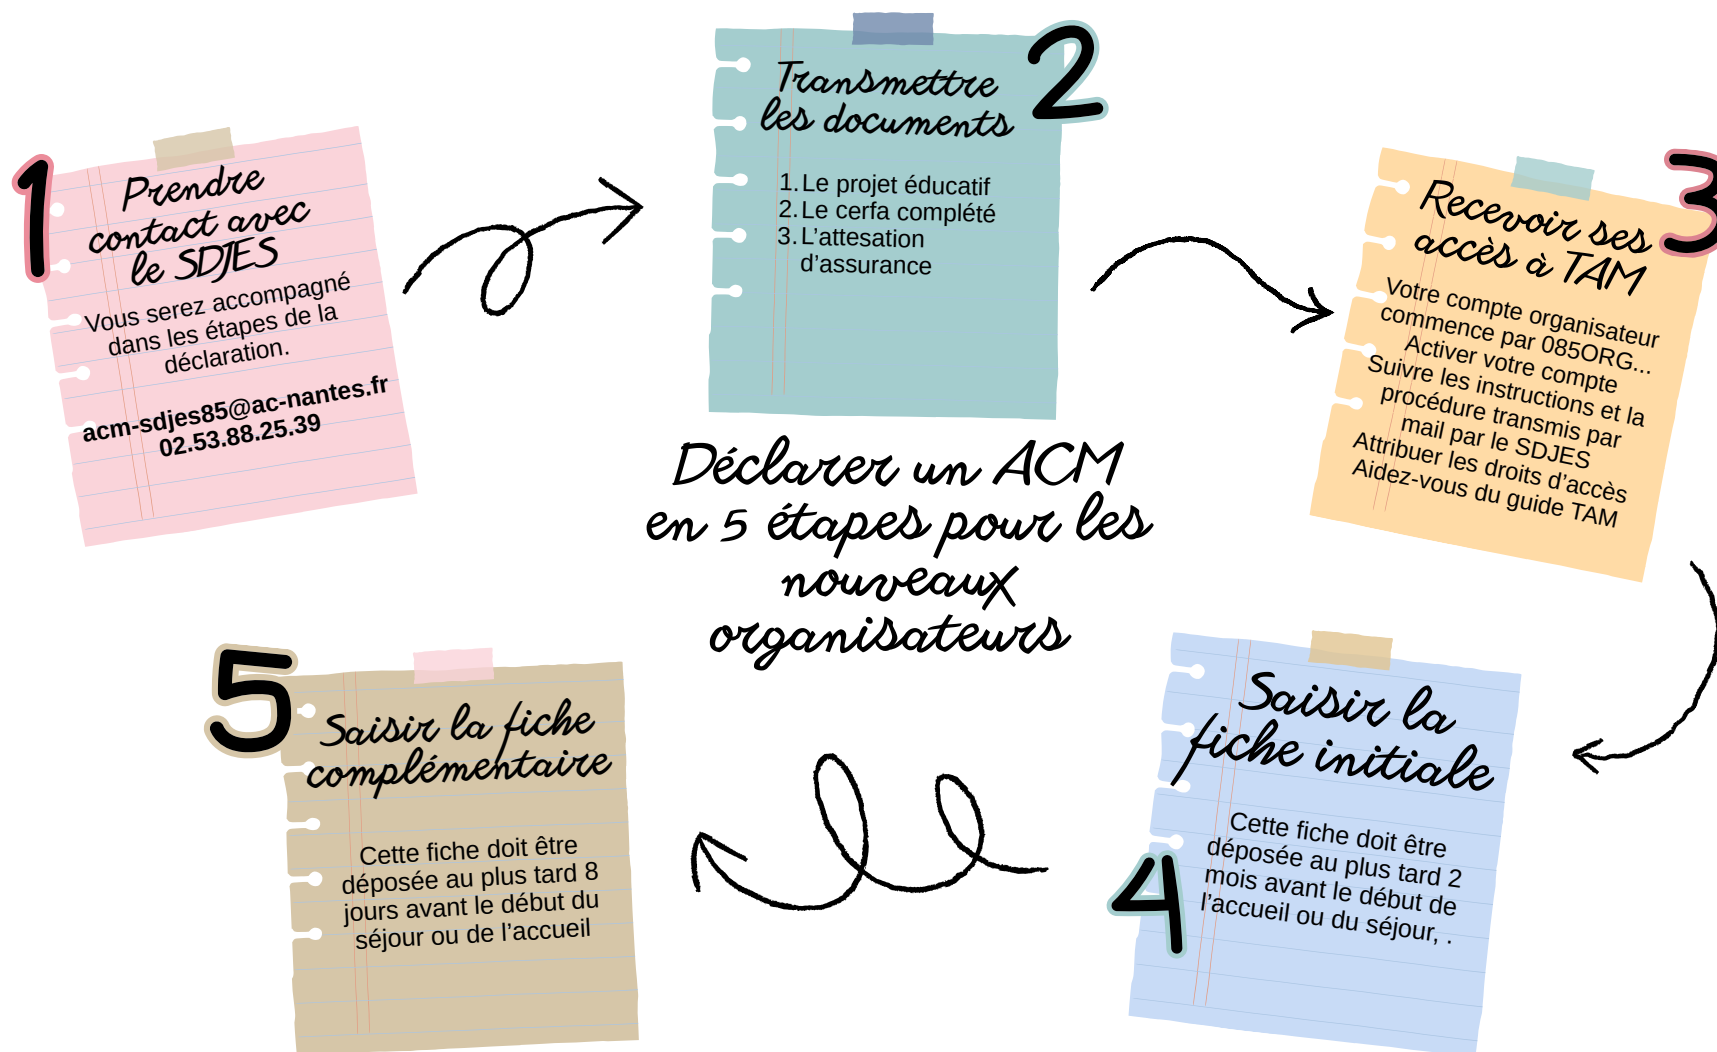 1
Prendre
contact avec
le SDJES
Vous serez accompagné
dans les étapes de la
déclaration.
acm-sdjes85@ac-nantes.fr
02.53.88.25.39
2
Transmettre
les documents
1. Le projet éducatif
2. Le cerfa complété
3. L'attesation
d'assurance
3
Recevoir ses
accès à TAM
Votre compte organisateur
commence par 085ORG...
Activer votre compte
Suivre les instructions et la
procédure transmis par
mail par le SDJES
Attribuer les droits d'accès
Aidez-vous du guide TAM
Déclarer un ACM
en 5 étapes pour les
nouveaux
organisateurs
4
Saisir la
fiche initiale
Cette fiche doit être
déposée au plus tard 2
mois avant le début de
l'accueil ou du séjour, .
5
Saisir la fiche
complémentaire
Cette fiche doit être
déposée au plus tard 8
jours avant le début du
séjour ou de l'accueil